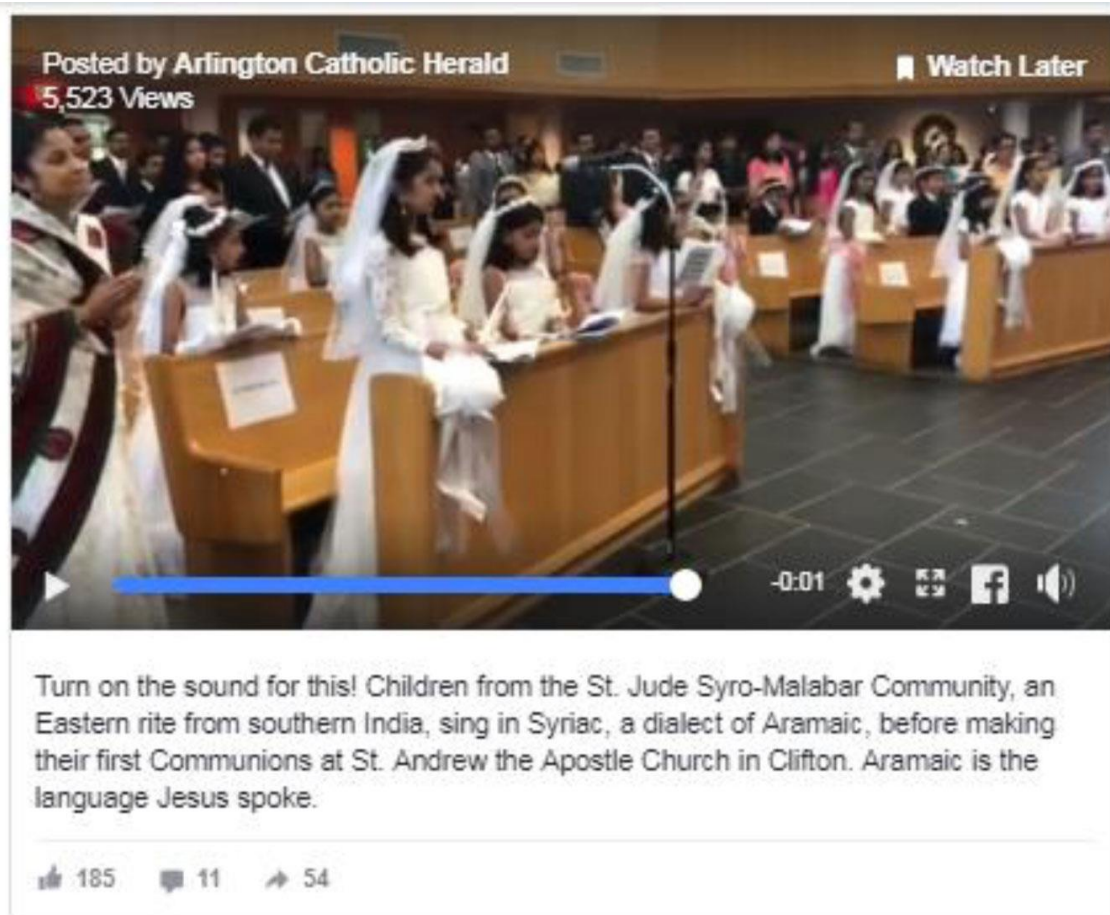 Posted by Arlington Catholic Herald
5,523 Views
Watch Later
-0:01
Turn on the sound for this! Children from the St. Jude Syro-Malabar Community, an
Eastern rite from southern India, sing in Syriac, a dialect of Aramaic, before making
their first Communions at St. Andrew the Apostle Church in Clifton. Aramaic is the
language Jesus spoke.
185 11 54